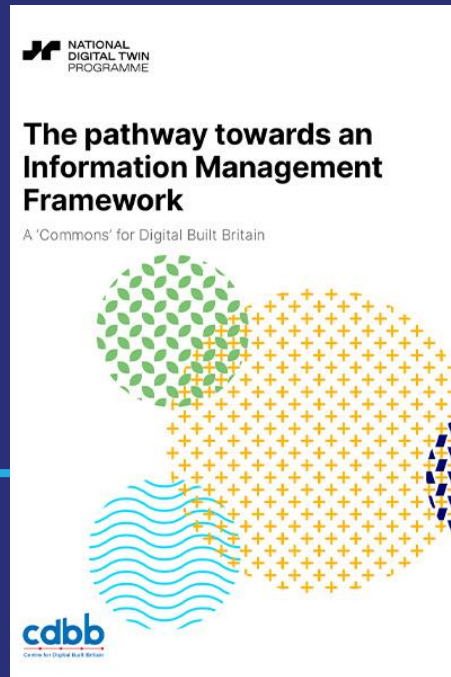 NATIONAL
DIGITAL TWIN
PROGRAMME
The pathway towards an
Information Management
Framework
A 'Commons' for Digital Built Britain
cdbb
Centre for Digital Built Britain